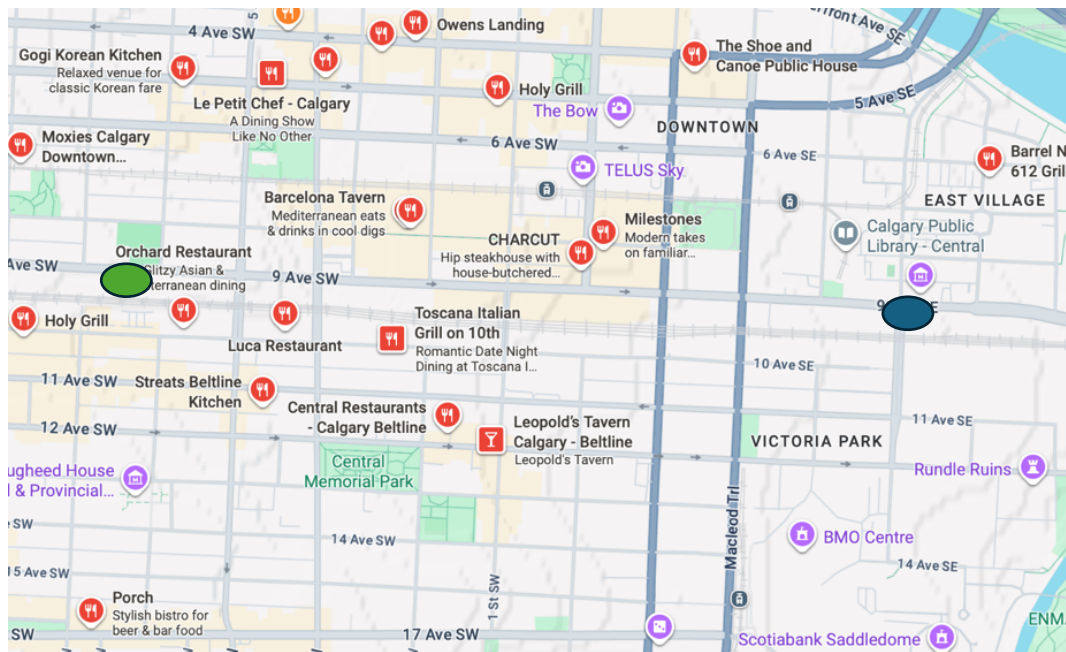 4 Ave SW
5
Owens Landing
erfront Ave SE
Gogi Korean Kitchen
Relaxed venue for
classic Korean fare
The Shoe and
Canoe Public House
Le Petit Chef - Calgary
A Dining Show
Like No Other
Holy Grill
The Bow
5 Ave SE
DOWNTOWN
Moxies Calgary
Downtown...
6 Ave SW
6 Ave SE
Barrel N
612 Gril
TELUS Sky
EAST VILLAGE
Barcelona Tavern
Mediterranean eats
& drinks in cool digs
Milestones
Modern takes
on familiar...
Calgary Public
Library - Central
CHARCUT
Hip steakhouse with
house-butchered...
Orchard Restaurant
Glitzy Asian &
terranean dining
Ave SW
9 Ave SW
9
E
Holy Grill
Luca Restaurant
Toscana Italian
Grill on 10th
Romantic Date Night
Dining at Toscana I...
10 Ave SE
11 Ave SW
Streats Beltline
Kitchen
Central Restaurants
- Calgary Beltline
11 Ave SE
12 Ave SW
Leopold's Tavern
Calgary - Beltline
Leopold's Tavern
VICTORIA PARK
Central
Memorial Park
ugheed House
l & Provincial...
Rundle Ruins
Macleod Trl
SW
14 Ave SW
BMO Centre
14 Ave SE
15 Ave SW
1 St SW
Porch
Stylish bistro for
beer & bar food
SW
17 Ave SW
Scotiabank Saddledome
ENMA